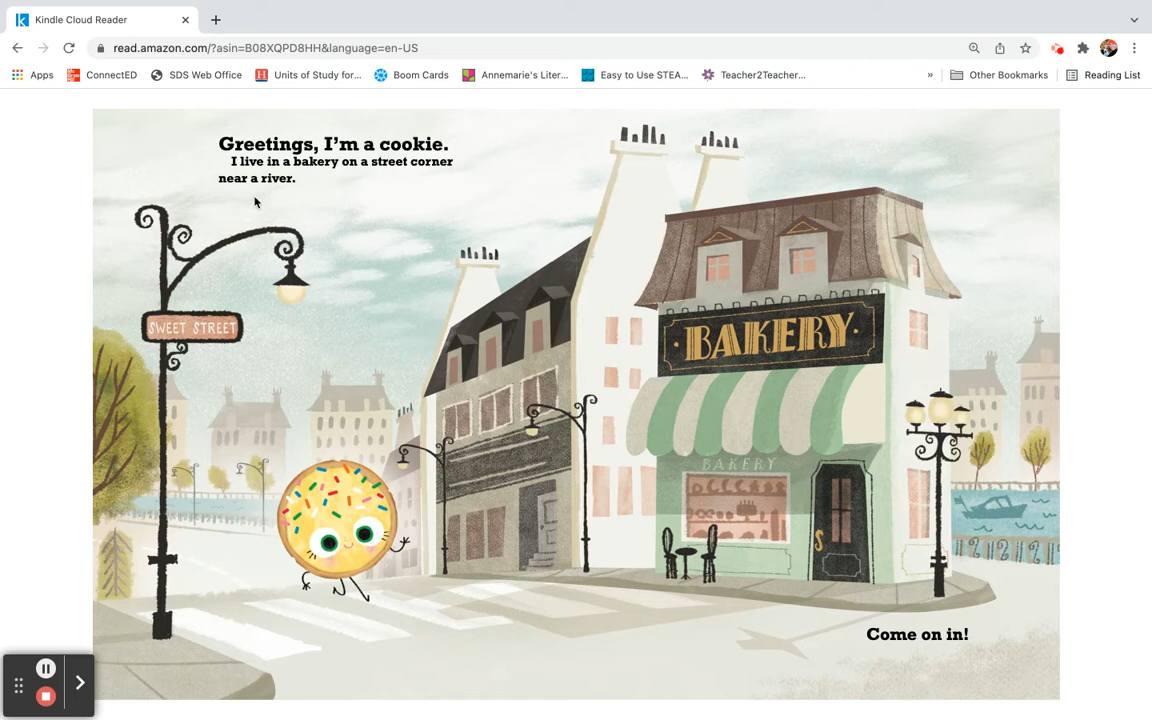 Kindle Cloud Reader
read.amazon.com/?asin=B08XQPD8HH&language=en-US
Apps ConnectED SDS Web Office Units of Study for... Boom Cards Annemarie's Liter... Easy to Use STEA... Teacher2Teacher... » Other Bookmarks Reading List
Greetings, I'm a cookie.
I live in a bakery on a street corner
near a river.
SWEET STREET
BAKERY
BAKERY
Come on in!